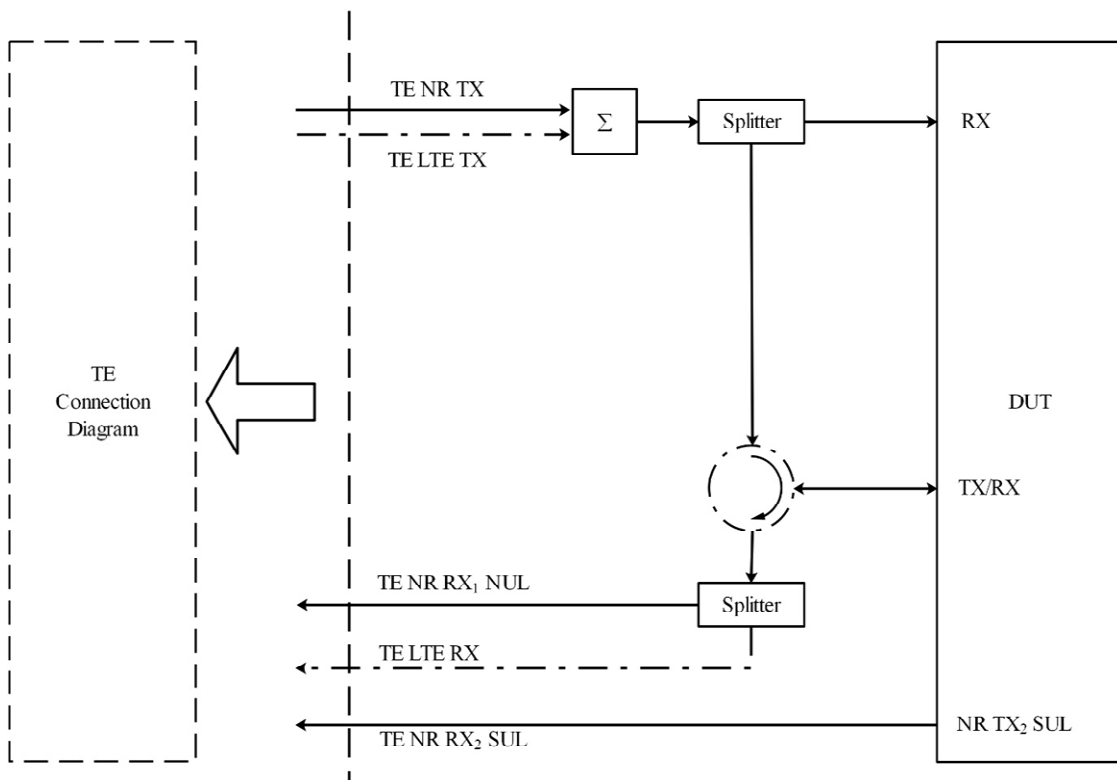 TE NR TX
Σ
Splitter
RX
TE LTE TX
TE
Connection
Diagram
DUT
TX/RX
TE NR RX₁ NUL
Splitter
TE LTE RX
TE NR RX₂ SUL
NR TX₂ SUL